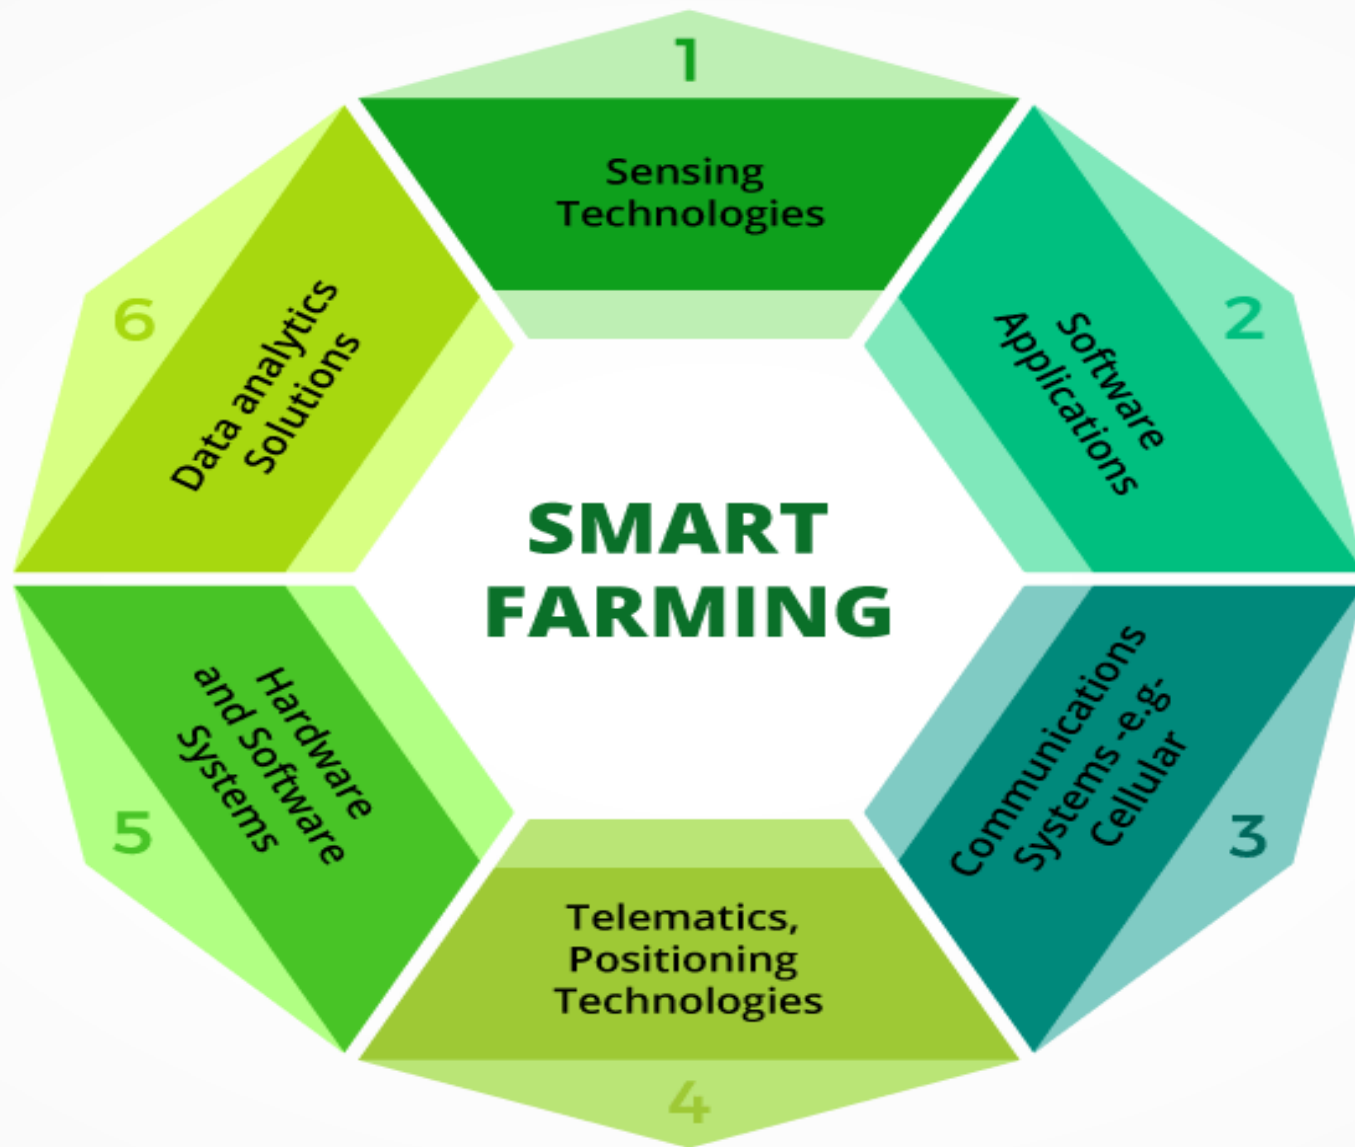 1
Sensing
Technologies
2
Software
Applications
3
Communications
Systems -e.g-
Cellular
4
Telematics,
Positioning
Technologies
5
Hardware
and Software
Systems
6
Data analytics
Solutions
SMART
FARMING